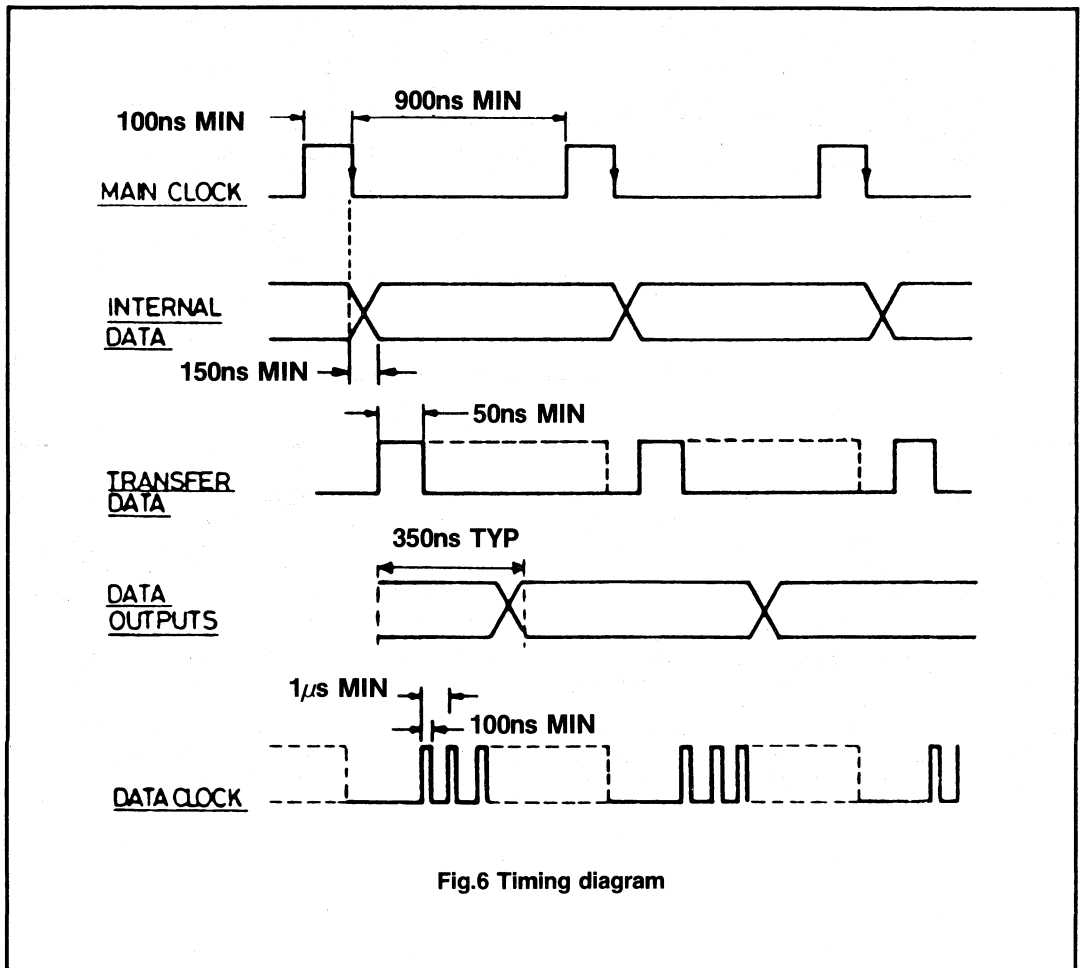 900ns MIN
100ns MIN
MAIN CLOCK
INTERNAL
DATA
150ns MIN
50ns MIN
TRANSFER
DATA
350ns TYP
DATA
OUTPUTS
1μs MIN
100ns MIN
DATA CLOCK
Fig.6 Timing diagram